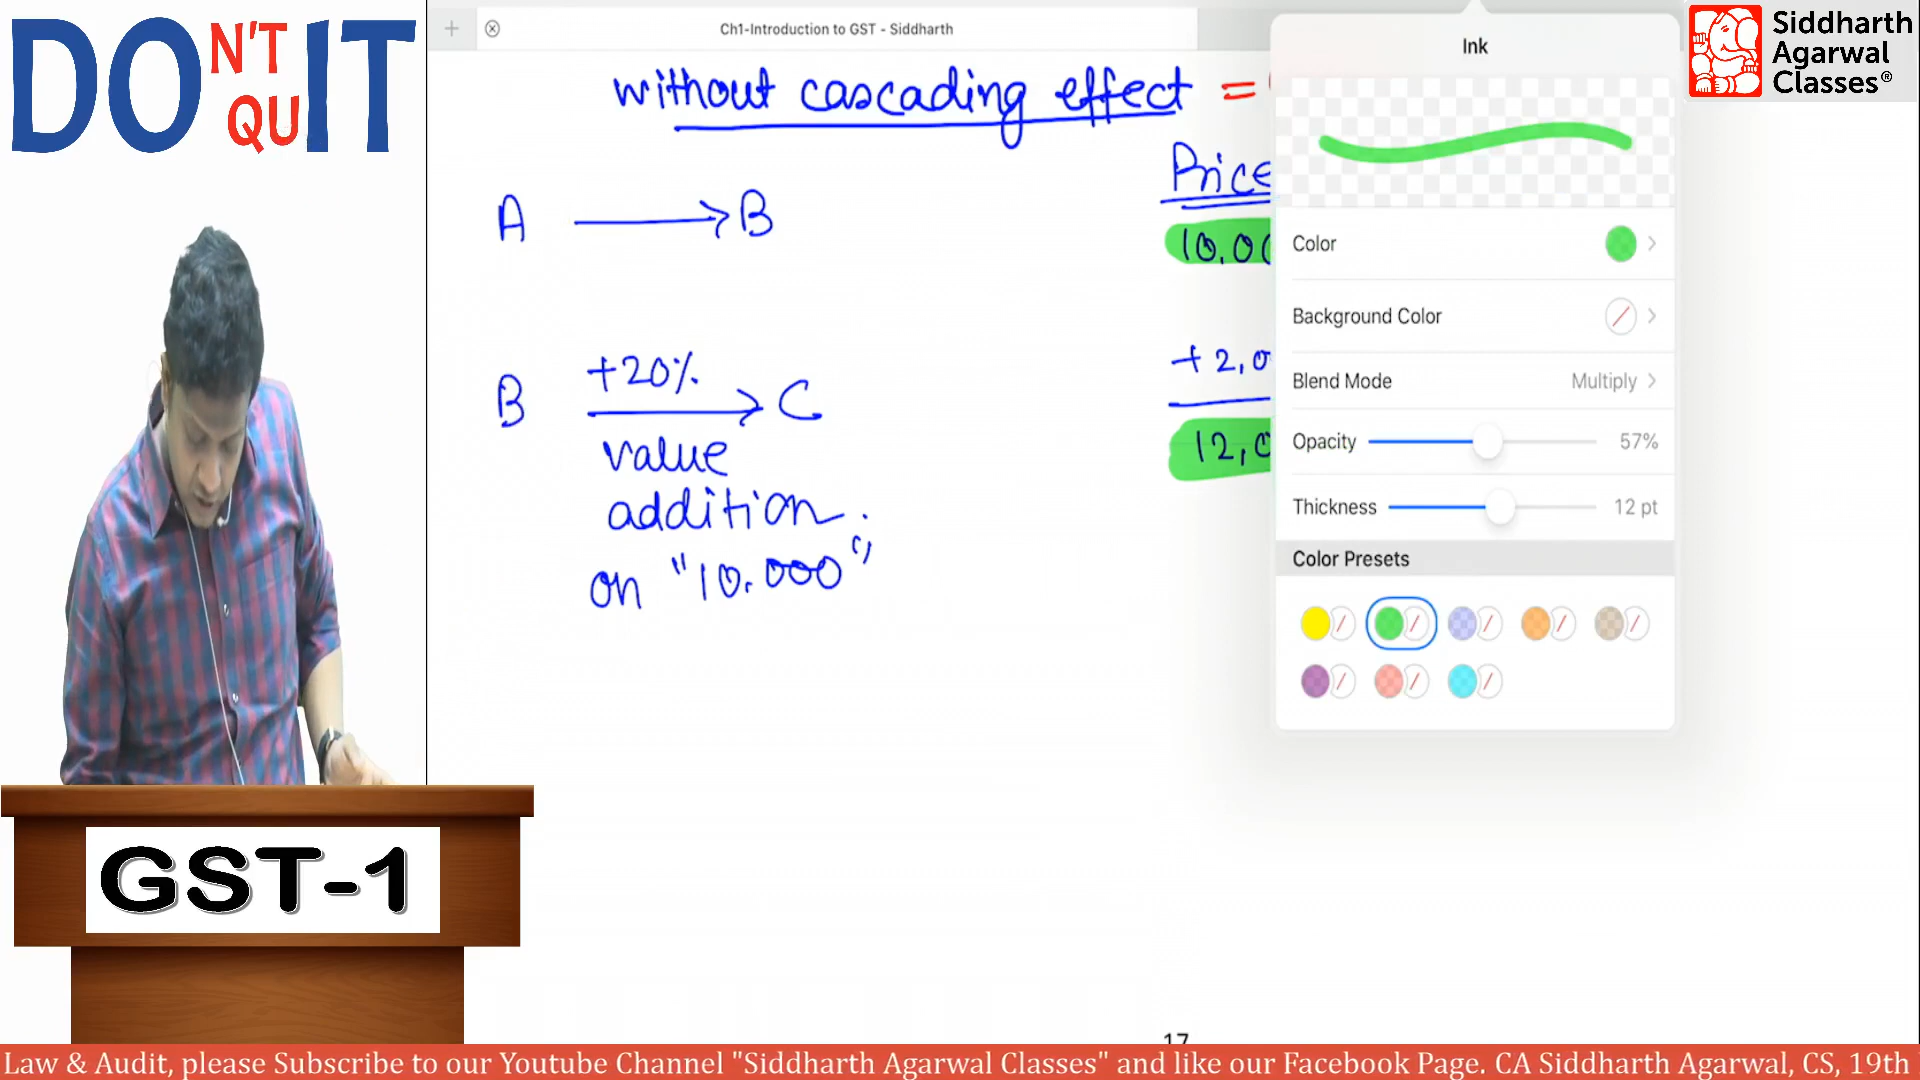 DON'T QUIT
Ch1-Introduction to GST - Siddharth
without cascading effect =
Price
A → B
10.00
+20%
B → C
+ 2,0
value
12,0
addition.
on "10.000"
Ink
Color
Background Color
Blend Mode Multiply
Opacity 57%
Thickness 12 pt
Color Presets
Siddharth
Agarwal
Classes®
GST-1
17
Law & Audit, please Subscribe to our Youtube Channel "Siddharth Agarwal Classes" and like our Facebook Page. CA Siddharth Agarwal, CS, 19th